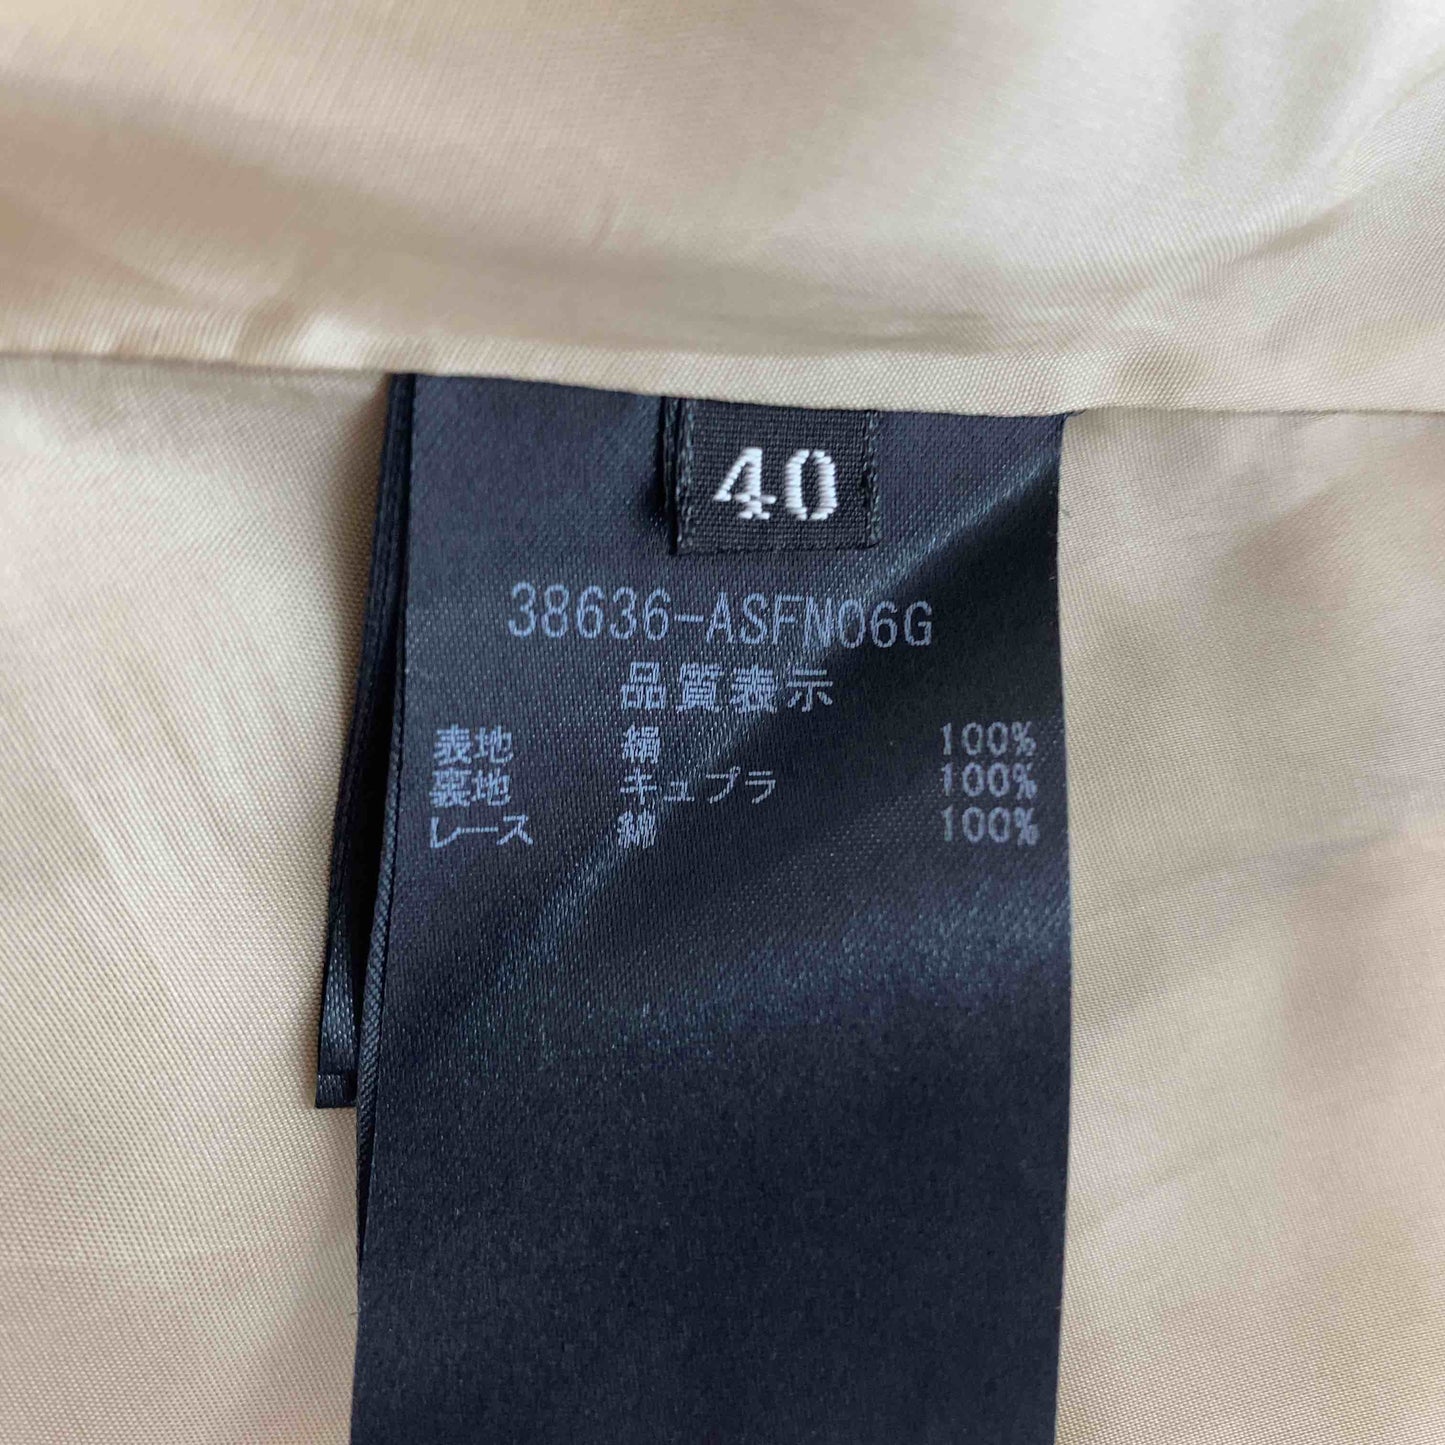 40
38636-ASFN06G
品質表示
表地 絹 100%
裏地 キュプラ 100%
レース 綿 100%